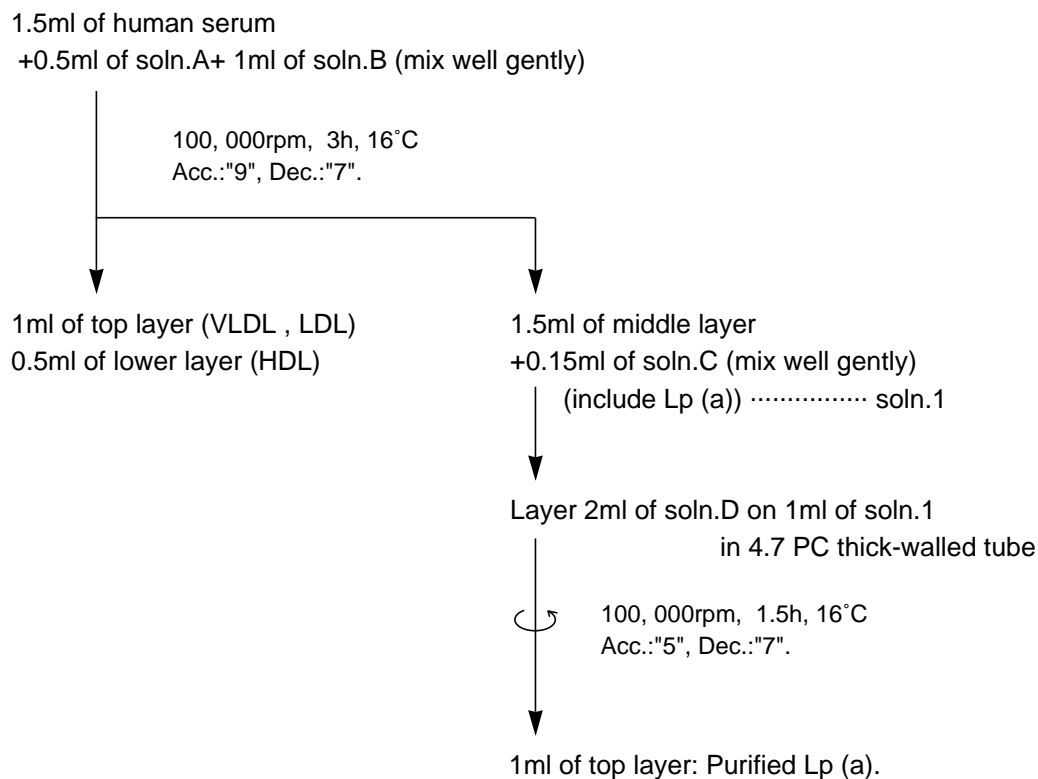 1.5ml of human serum
+0.5ml of soln.A+ 1ml of soln.B (mix well gently)
100, 000rpm, 3h, 16˚C
Acc.:"9", Dec.:"7".
1ml of top layer (VLDL , LDL)
0.5ml of lower layer (HDL)
1.5ml of middle layer
+0.15ml of soln.C (mix well gently)
(include Lp (a)) ················ soln.1
Layer 2ml of soln.D on 1ml of soln.1
in 4.7 PC thick-walled tube
100, 000rpm, 1.5h, 16˚C
Acc.:"5", Dec.:"7".
1ml of top layer: Purified Lp (a).